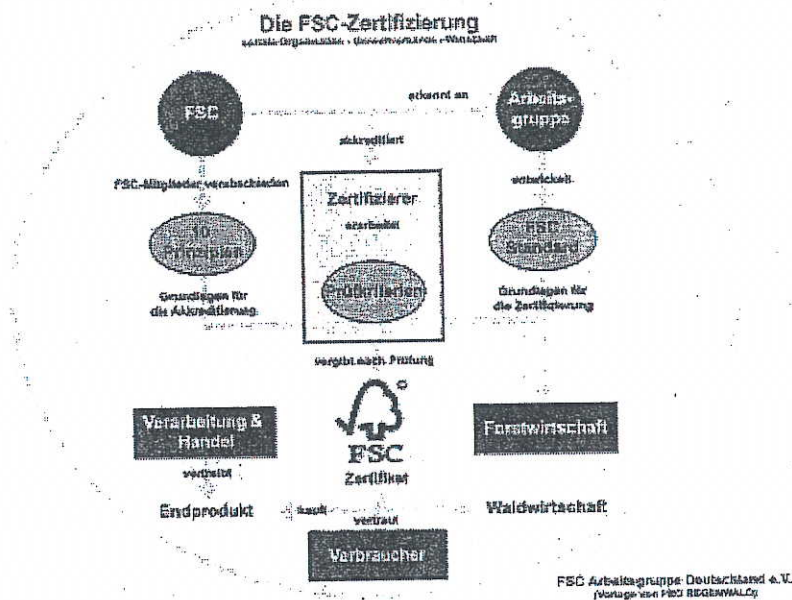 Die FSC-Zertifizierung
FSC
erkennt an
Arbeits-
gruppe
akkreditiert
FSC-Mitglieder verabschieden
entwickelt
Zertifizierer
erarbeitet
10
Prinzipien
FSC
Standard
Prüfkriterien
Grundlagen für
die Akkreditierung
Grundlagen für
die Zertifizierung
vergibt nach Prüfung
Verarbeitung &
Handel
FSC
Zertifikat
Forstwirtschaft
vertreibt
Endprodukt
kauft
vertraut
Waldwirtschaft
Verbraucher
FSC Arbeitsgruppe Deutschland e.V.